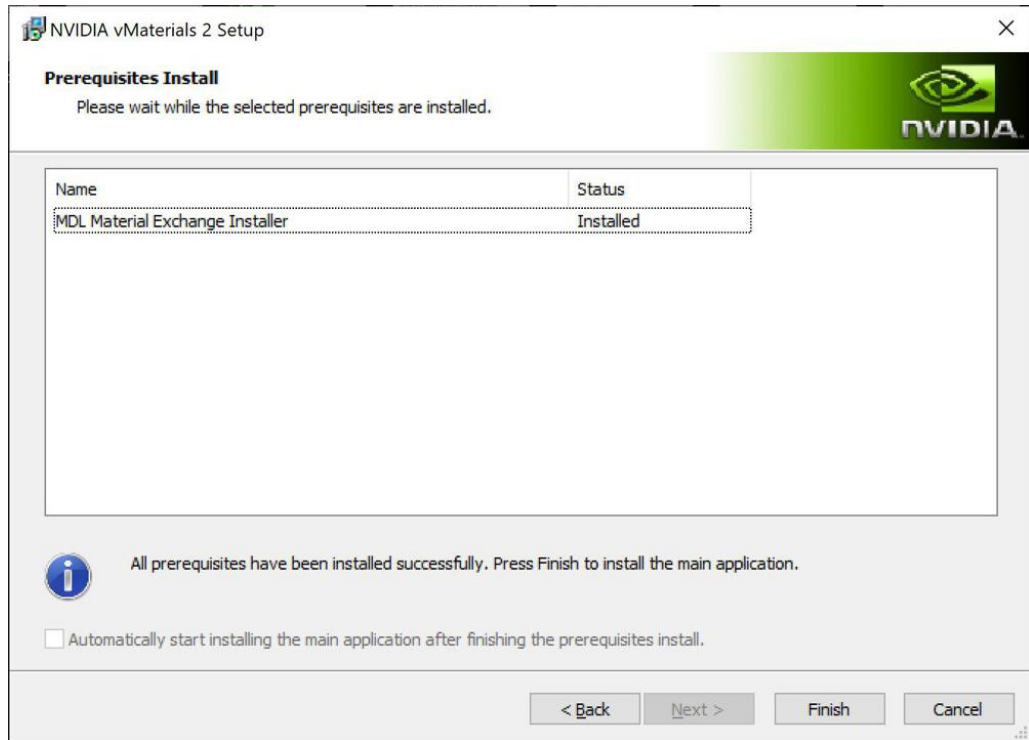 NVIDIA vMaterials 2 Setup
Prerequisites Install
Please wait while the selected prerequisites are installed.
NVIDIA.
Name Status
MDL Material Exchange Installer Installed
All prerequisites have been installed successfully. Press Finish to install the main application.
Automatically start installing the main application after finishing the prerequisites install.
< Back Next > Finish Cancel